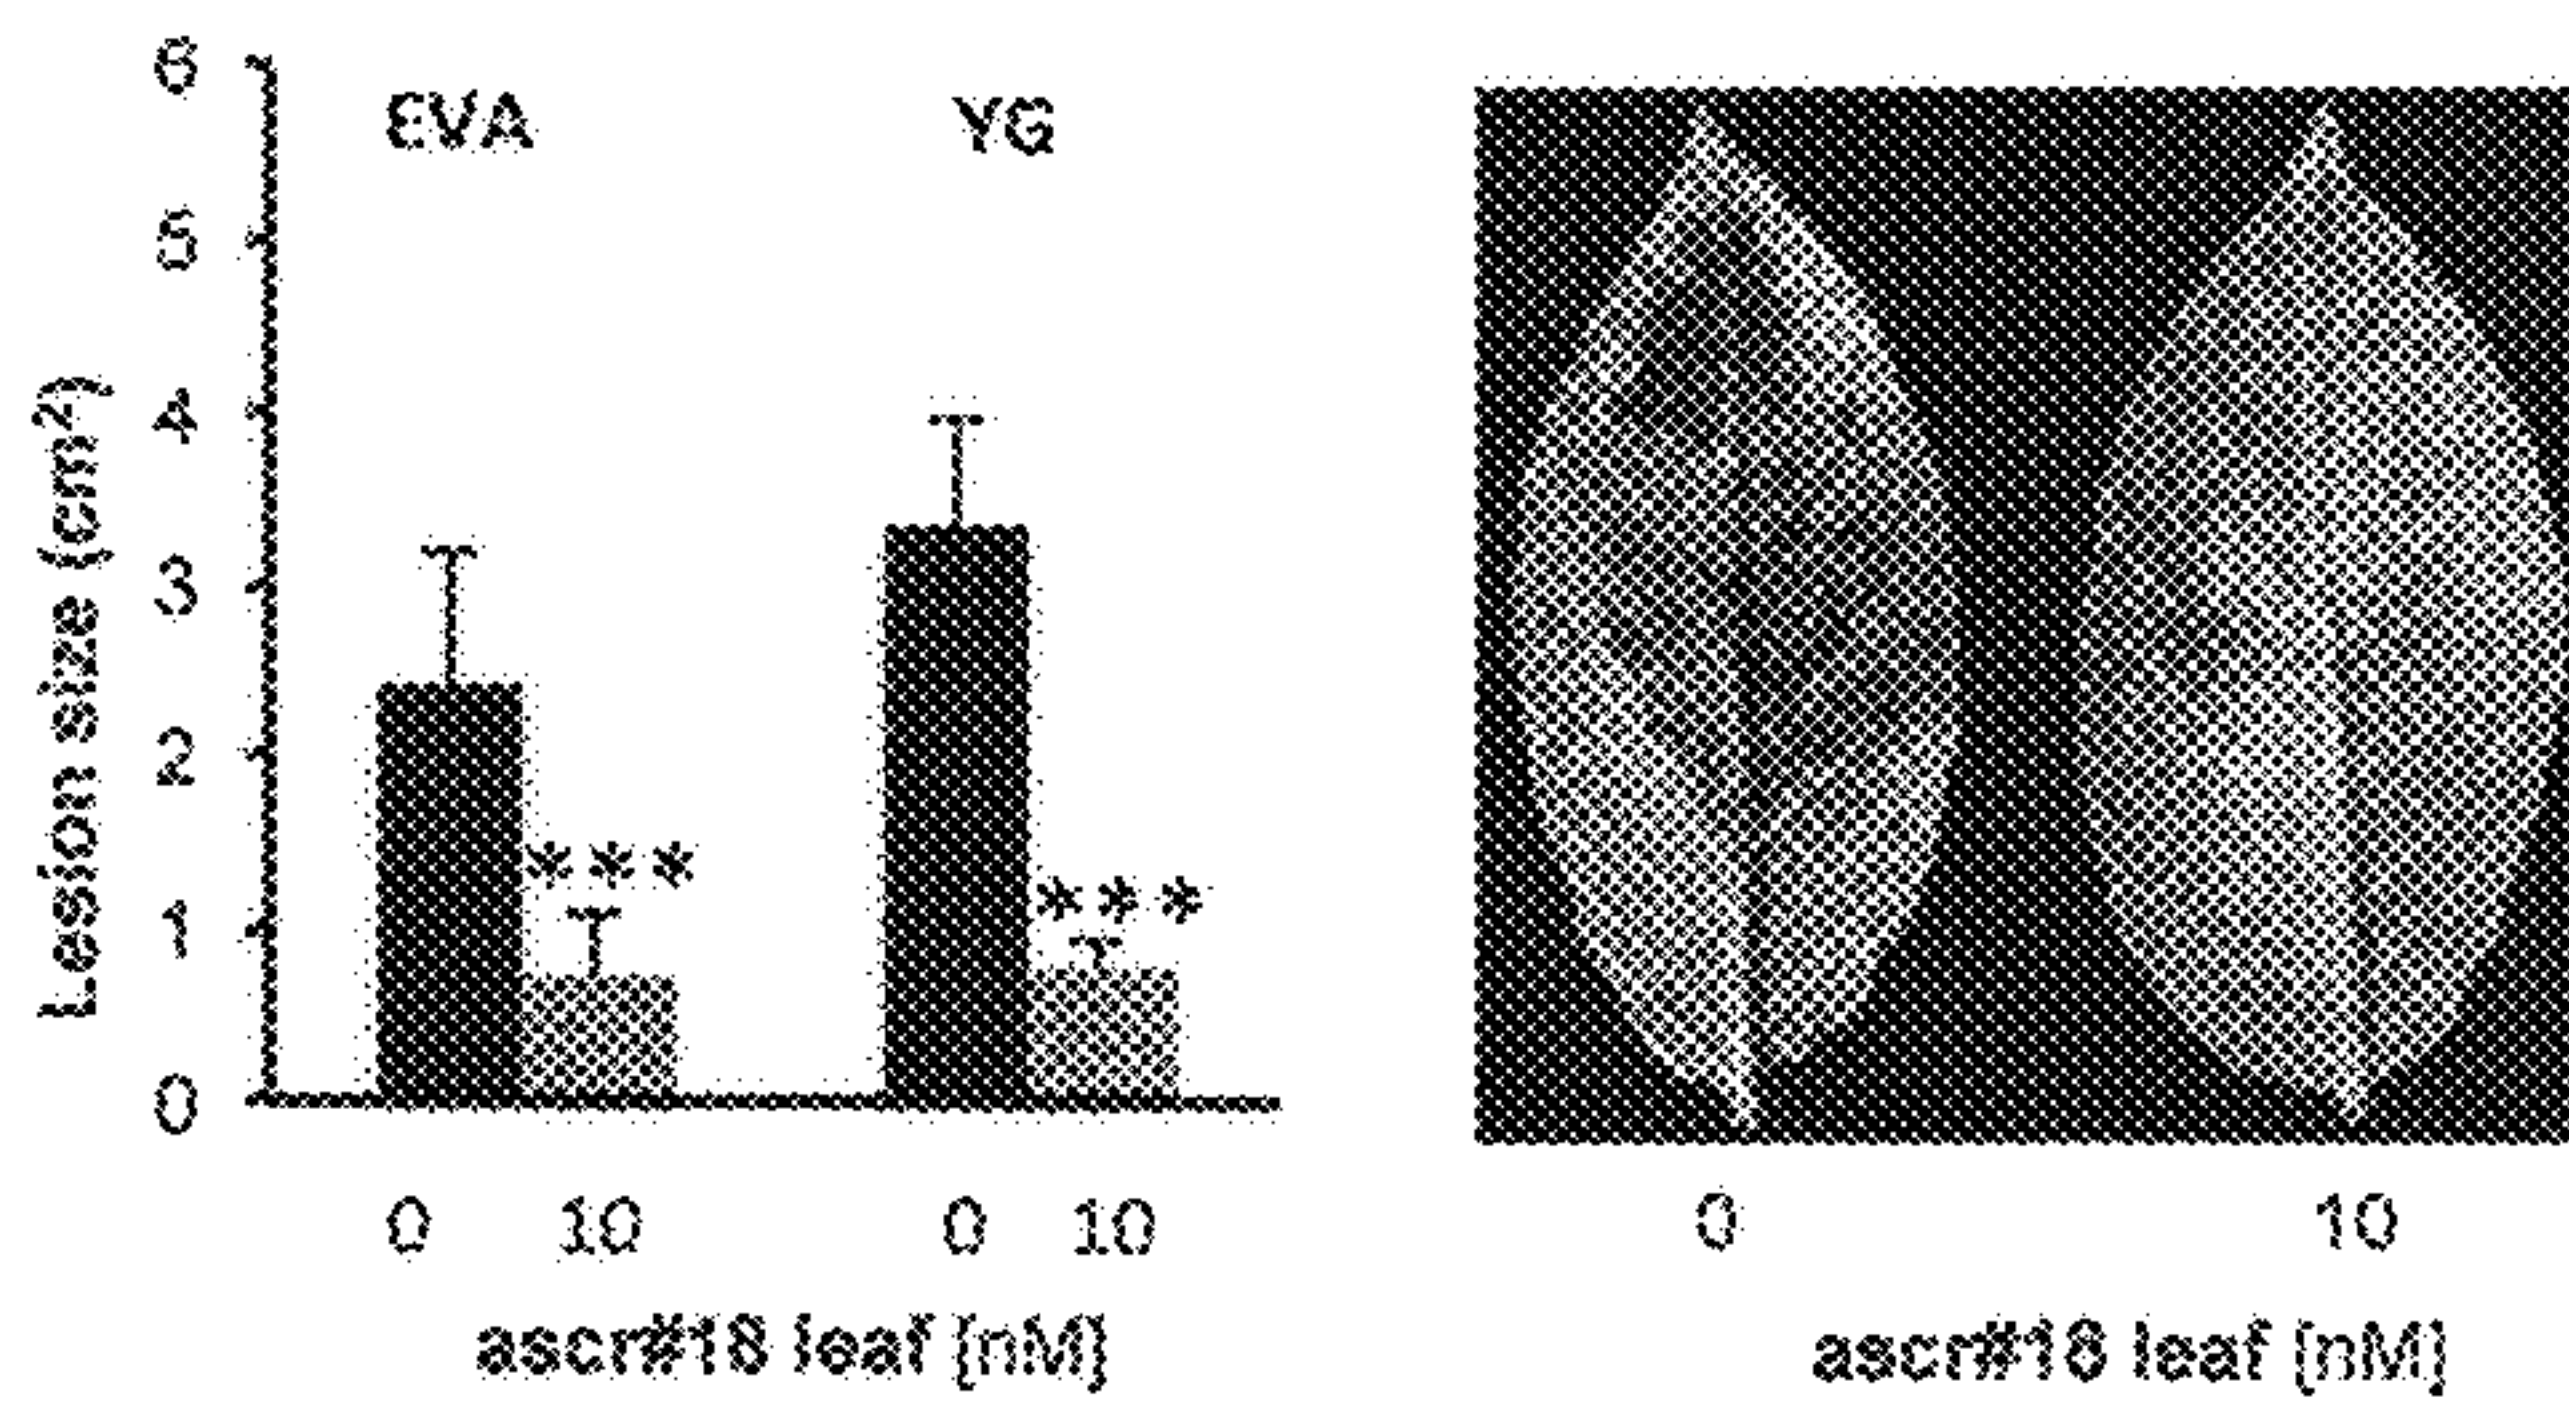 Lesion size (cm²)
6
5
4
3
2
1
0
EVA
YG
***
***
0 10 0 10
ascr#18 leaf [nM]
0 10
ascr#18 leaf [nM]